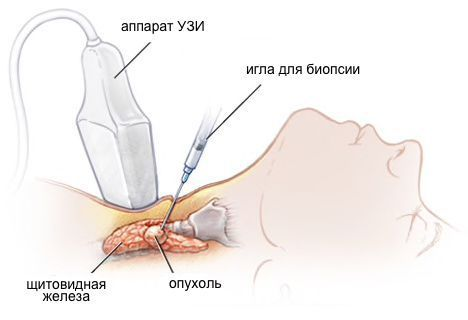 аппарат УЗИ
игла для биопсии
щитовидная
железа
опухоль